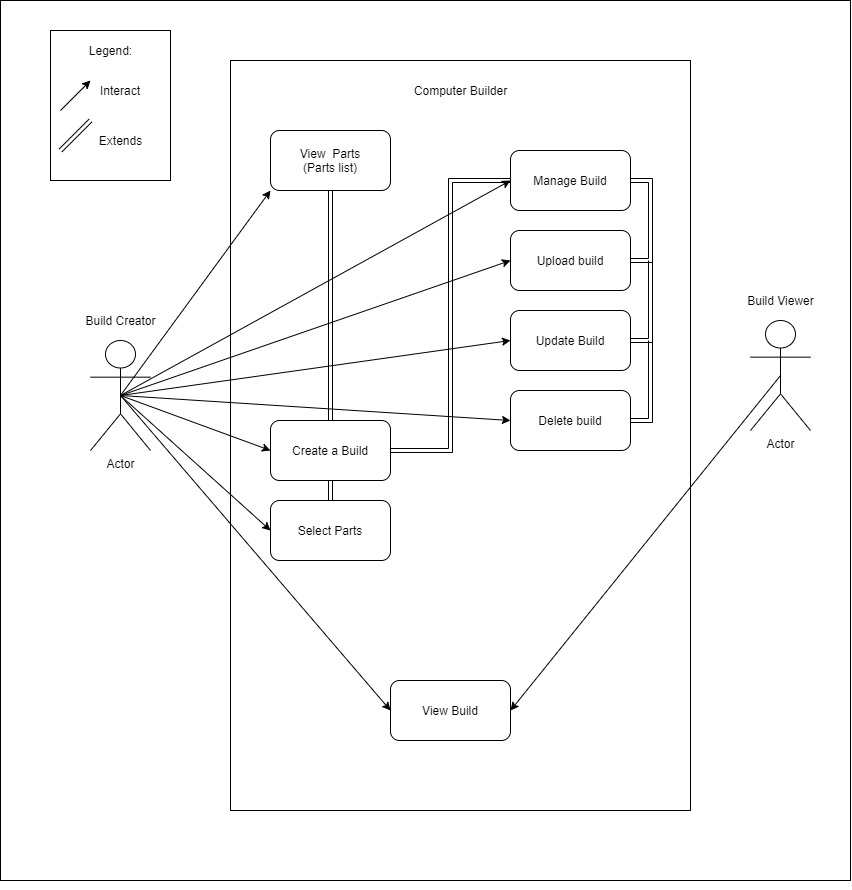 Legend:
Interact
Extends
Computer Builder
View Parts
(Parts list)
Manage Build
Upload build
Update Build
Delete build
Create a Build
Select Parts
View Build
Build Creator
Actor
Build Viewer
Actor